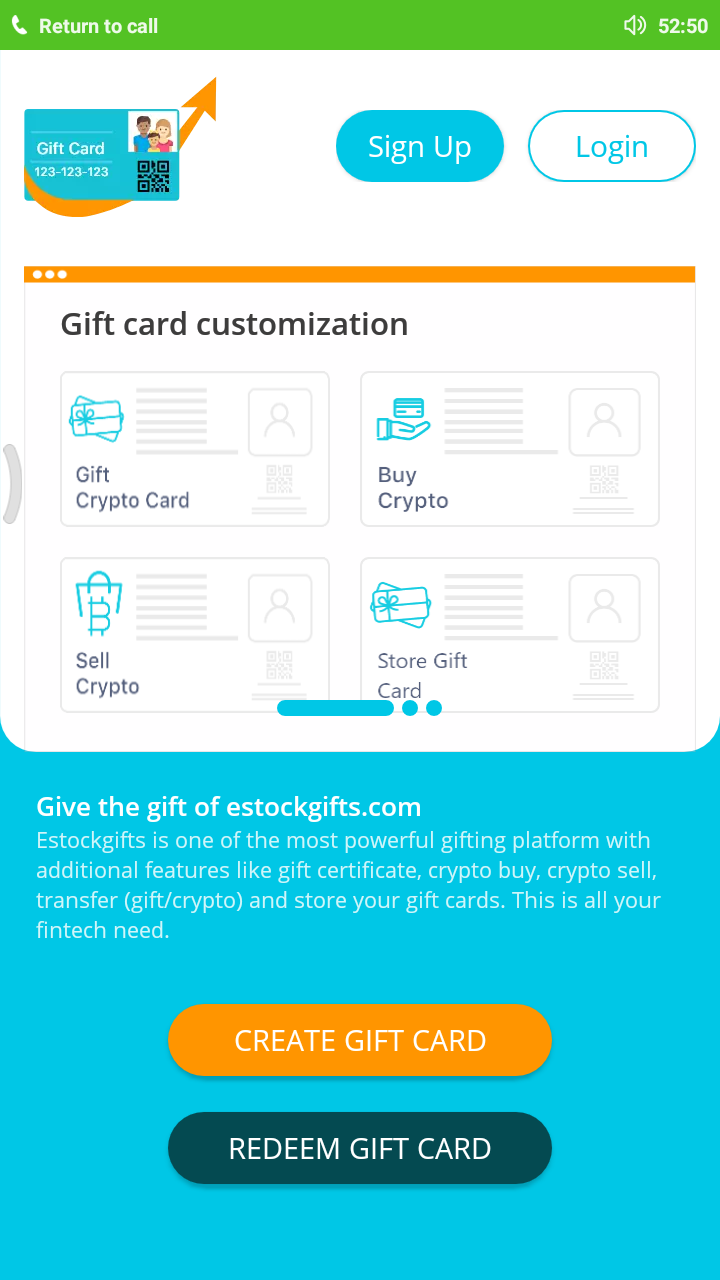 Return to call
52:50
Gift Card
123-123-123
Sign Up
Login
Gift card customization
Gift
Crypto Card
Buy
Crypto
Sell
Crypto
Store Gift
Card
Give the gift of estockgifts.com
Estockgifts is one of the most powerful gifting platform with
additional features like gift certificate, crypto buy, crypto sell,
transfer (gift/crypto) and store your gift cards. This is all your
fintech need.
CREATE GIFT CARD
REDEEM GIFT CARD